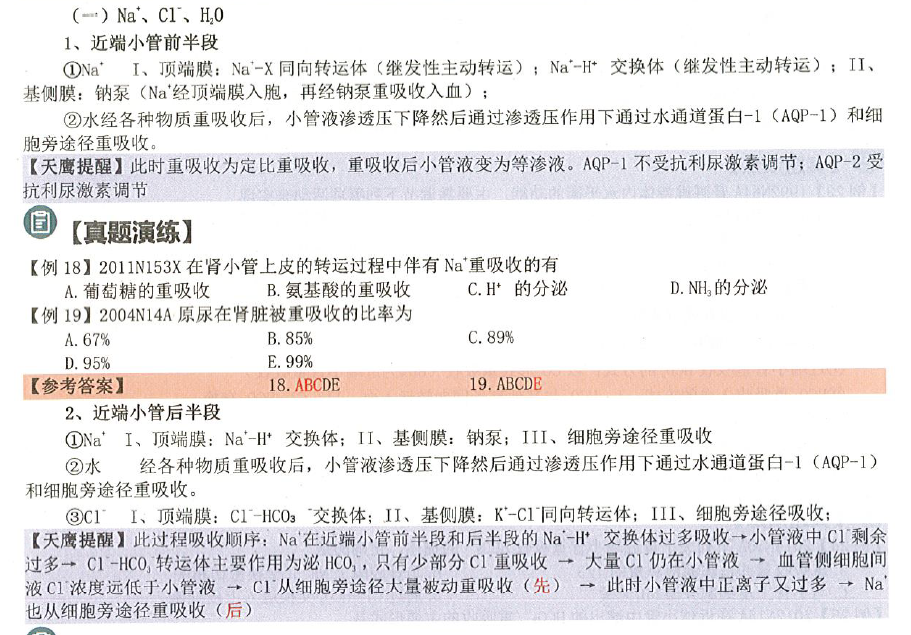 （一）Na⁺、Cl⁻、H₂O
1、近端小管前半段
①Na⁺ I、顶端膜：Na⁺-X 同向转运体（继发性主动转运）；Na⁺-H⁺ 交换体（继发性主动转运）；II、
基侧膜：钠泵（Na⁺经顶端膜入胞，再经钠泵重吸收入血）；
②水经各种物质重吸收后，小管液渗透压下降然后通过渗透压作用下通过水通道蛋白-1（AQP-1）和细
胞旁途径重吸收。
【天鹰提醒】此时重吸收为定比重吸收，重吸收后小管液变为等渗液。AQP-1 不受抗利尿激素调节；AQP-2 受
抗利尿激素调节
【真题演练】
【例 18】2011N153X 在肾小管上皮的转运过程中伴有 Na⁺重吸收的有
A. 葡萄糖的重吸收 B. 氨基酸的重吸收 C. H⁺ 的分泌 D. NH₃的分泌
【例 19】2004N14A 原尿在肾脏被重吸收的比率为
A. 67% B. 85% C. 89%
D. 95% E. 99%
【参考答案】 18. ABCDE 19. ABCDE
2、近端小管后半段
①Na⁺ I、顶端膜：Na⁺-H⁺ 交换体；II、基侧膜：钠泵；III、细胞旁途径重吸收
②水 经各种物质重吸收后，小管液渗透压下降然后通过渗透压作用下通过水通道蛋白-1（AQP-1）
和细胞旁途径重吸收。
③Cl⁻ I、顶端膜：Cl⁻-HCO₃ ⁻交换体；II、基侧膜：K⁺-Cl⁻同向转运体；III、细胞旁途径吸收；
【天鹰提醒】此过程吸收顺序：Na⁺在近端小管前半段和后半段的 Na⁺-H⁺ 交换体过多吸收→小管液中 Cl⁻剩余
过多→ Cl⁻-HCO₃⁻转运体主要作用为泌 HCO₃⁻，只有少部分 Cl⁻重吸收 → 大量 Cl⁻仍在小管液 → 血管侧细胞间
液 Cl⁻浓度远低于小管液 → Cl⁻从细胞旁途径大量被动重吸收（先） → 此时小管液中正离子又过多 → Na⁺
也从细胞旁途径重吸收（后）